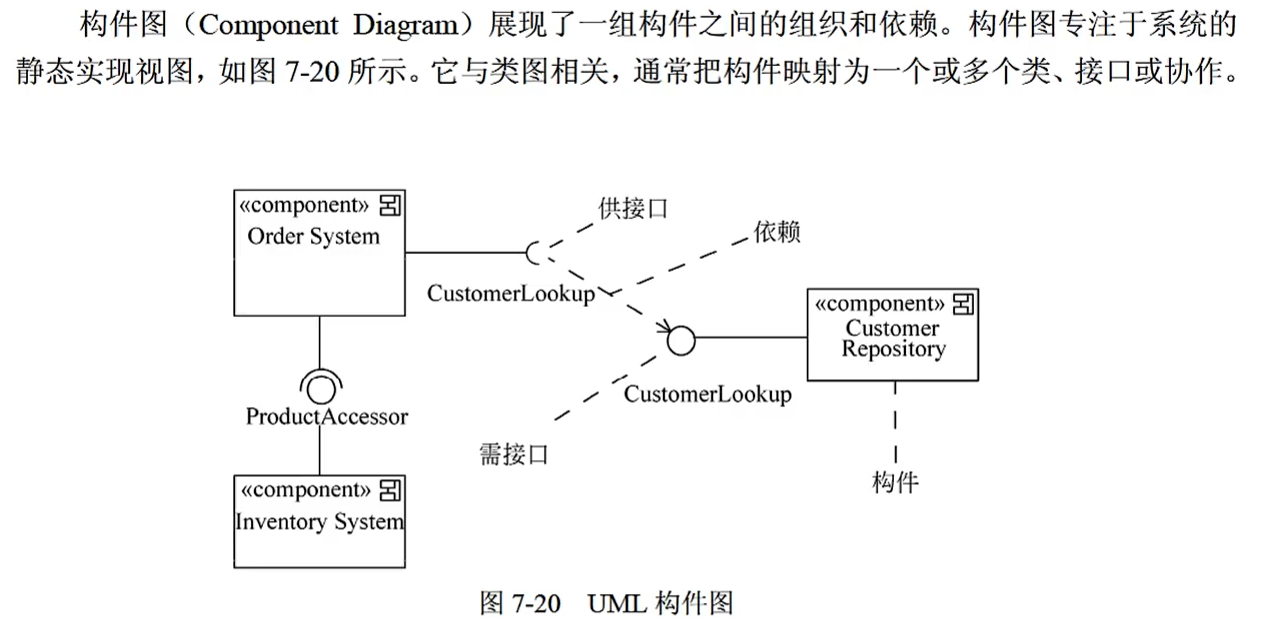 构件图（Component Diagram）展现了一组构件之间的组织和依赖。构件图专注于系统的
静态实现视图，如图 7-20 所示。它与类图相关，通常把构件映射为一个或多个类、接口或协作。
«component»
Order System
供接口
依赖
CustomerLookup
«component»
Customer
Repository
CustomerLookup
ProductAccessor
需接口
构件
«component»
Inventory System
图 7-20 UML 构件图